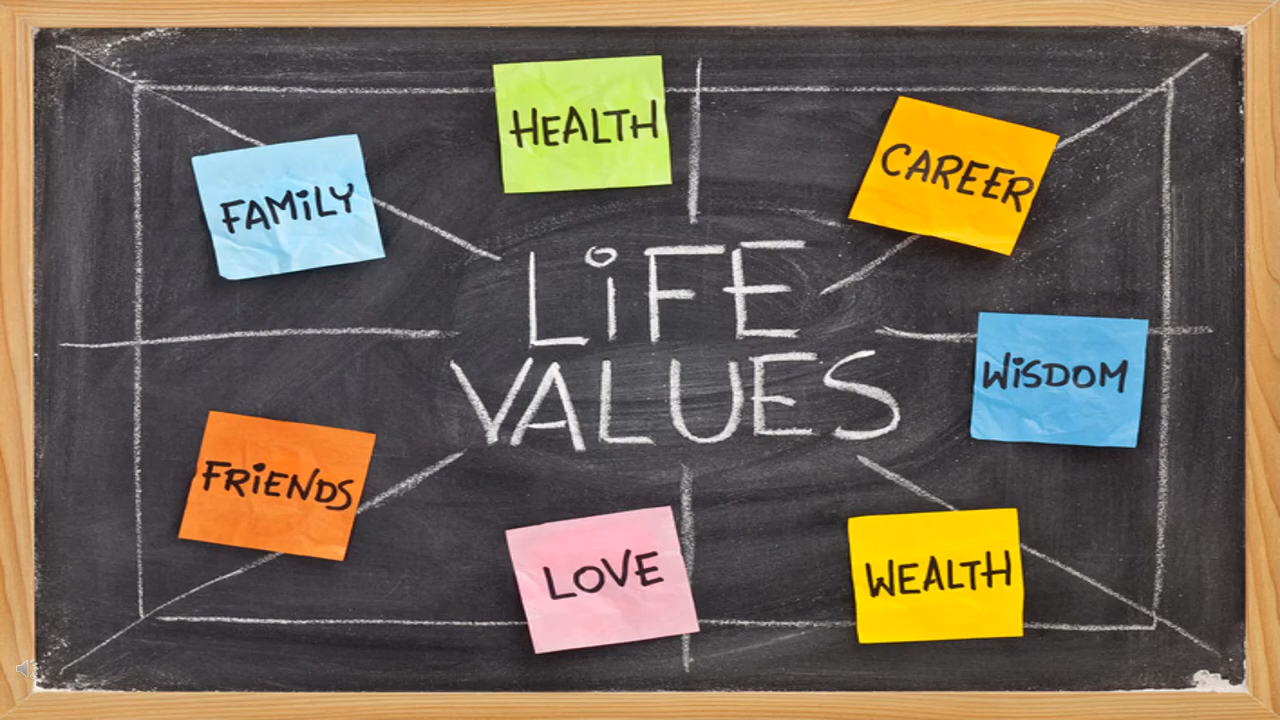 HEALTH
CAREER
FAMiLY
LiFE
VALUES
WiSDOM
FRiENDS
LOVE
WEALTH